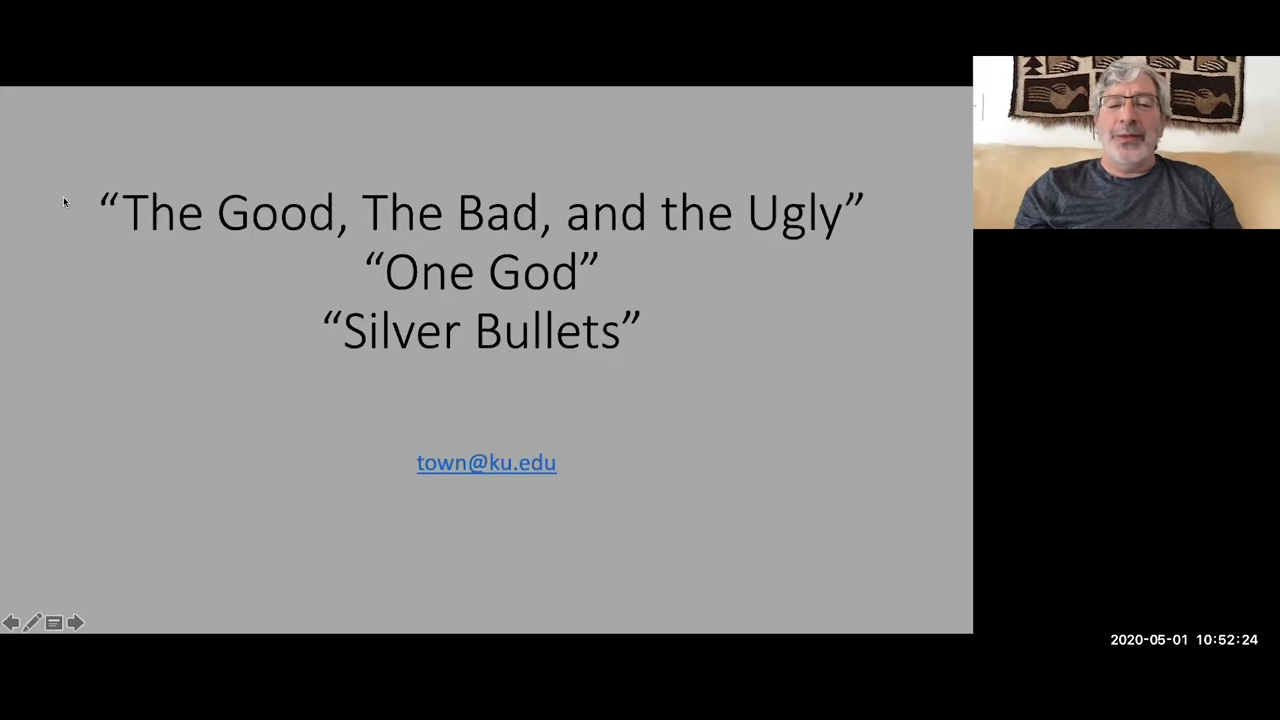 “The Good, The Bad, and the Ugly”
“One God”
“Silver Bullets”
town@ku.edu
2020-05-01 10:52:24